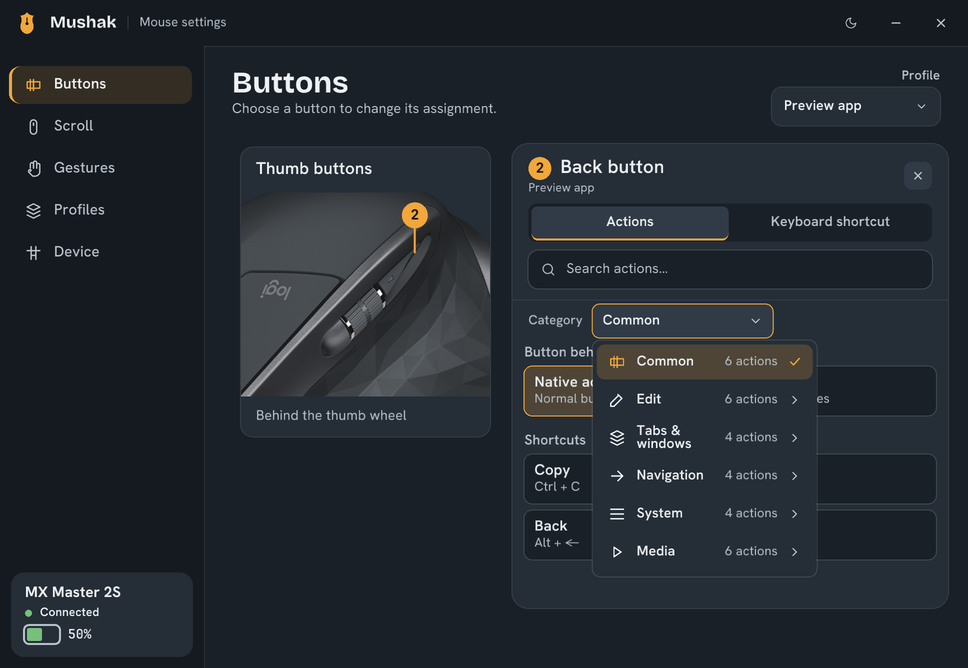 Mushak
Mouse settings
Buttons
Scroll
Gestures
Profiles
Device
MX Master 2S
Connected
50%
Buttons
Choose a button to change its assignment.
Profile
Preview app
Thumb buttons
2
logi
Behind the thumb wheel
2 Back button
Preview app
Actions
Keyboard shortcut
Search actions...
Category
Common
Button beh
Native ac
Normal bu
es
Shortcuts
Copy
Ctrl + C
Back
Alt + ←
Common 6 actions
Edit 6 actions
Tabs &
windows 4 actions
Navigation 4 actions
System 4 actions
Media 6 actions